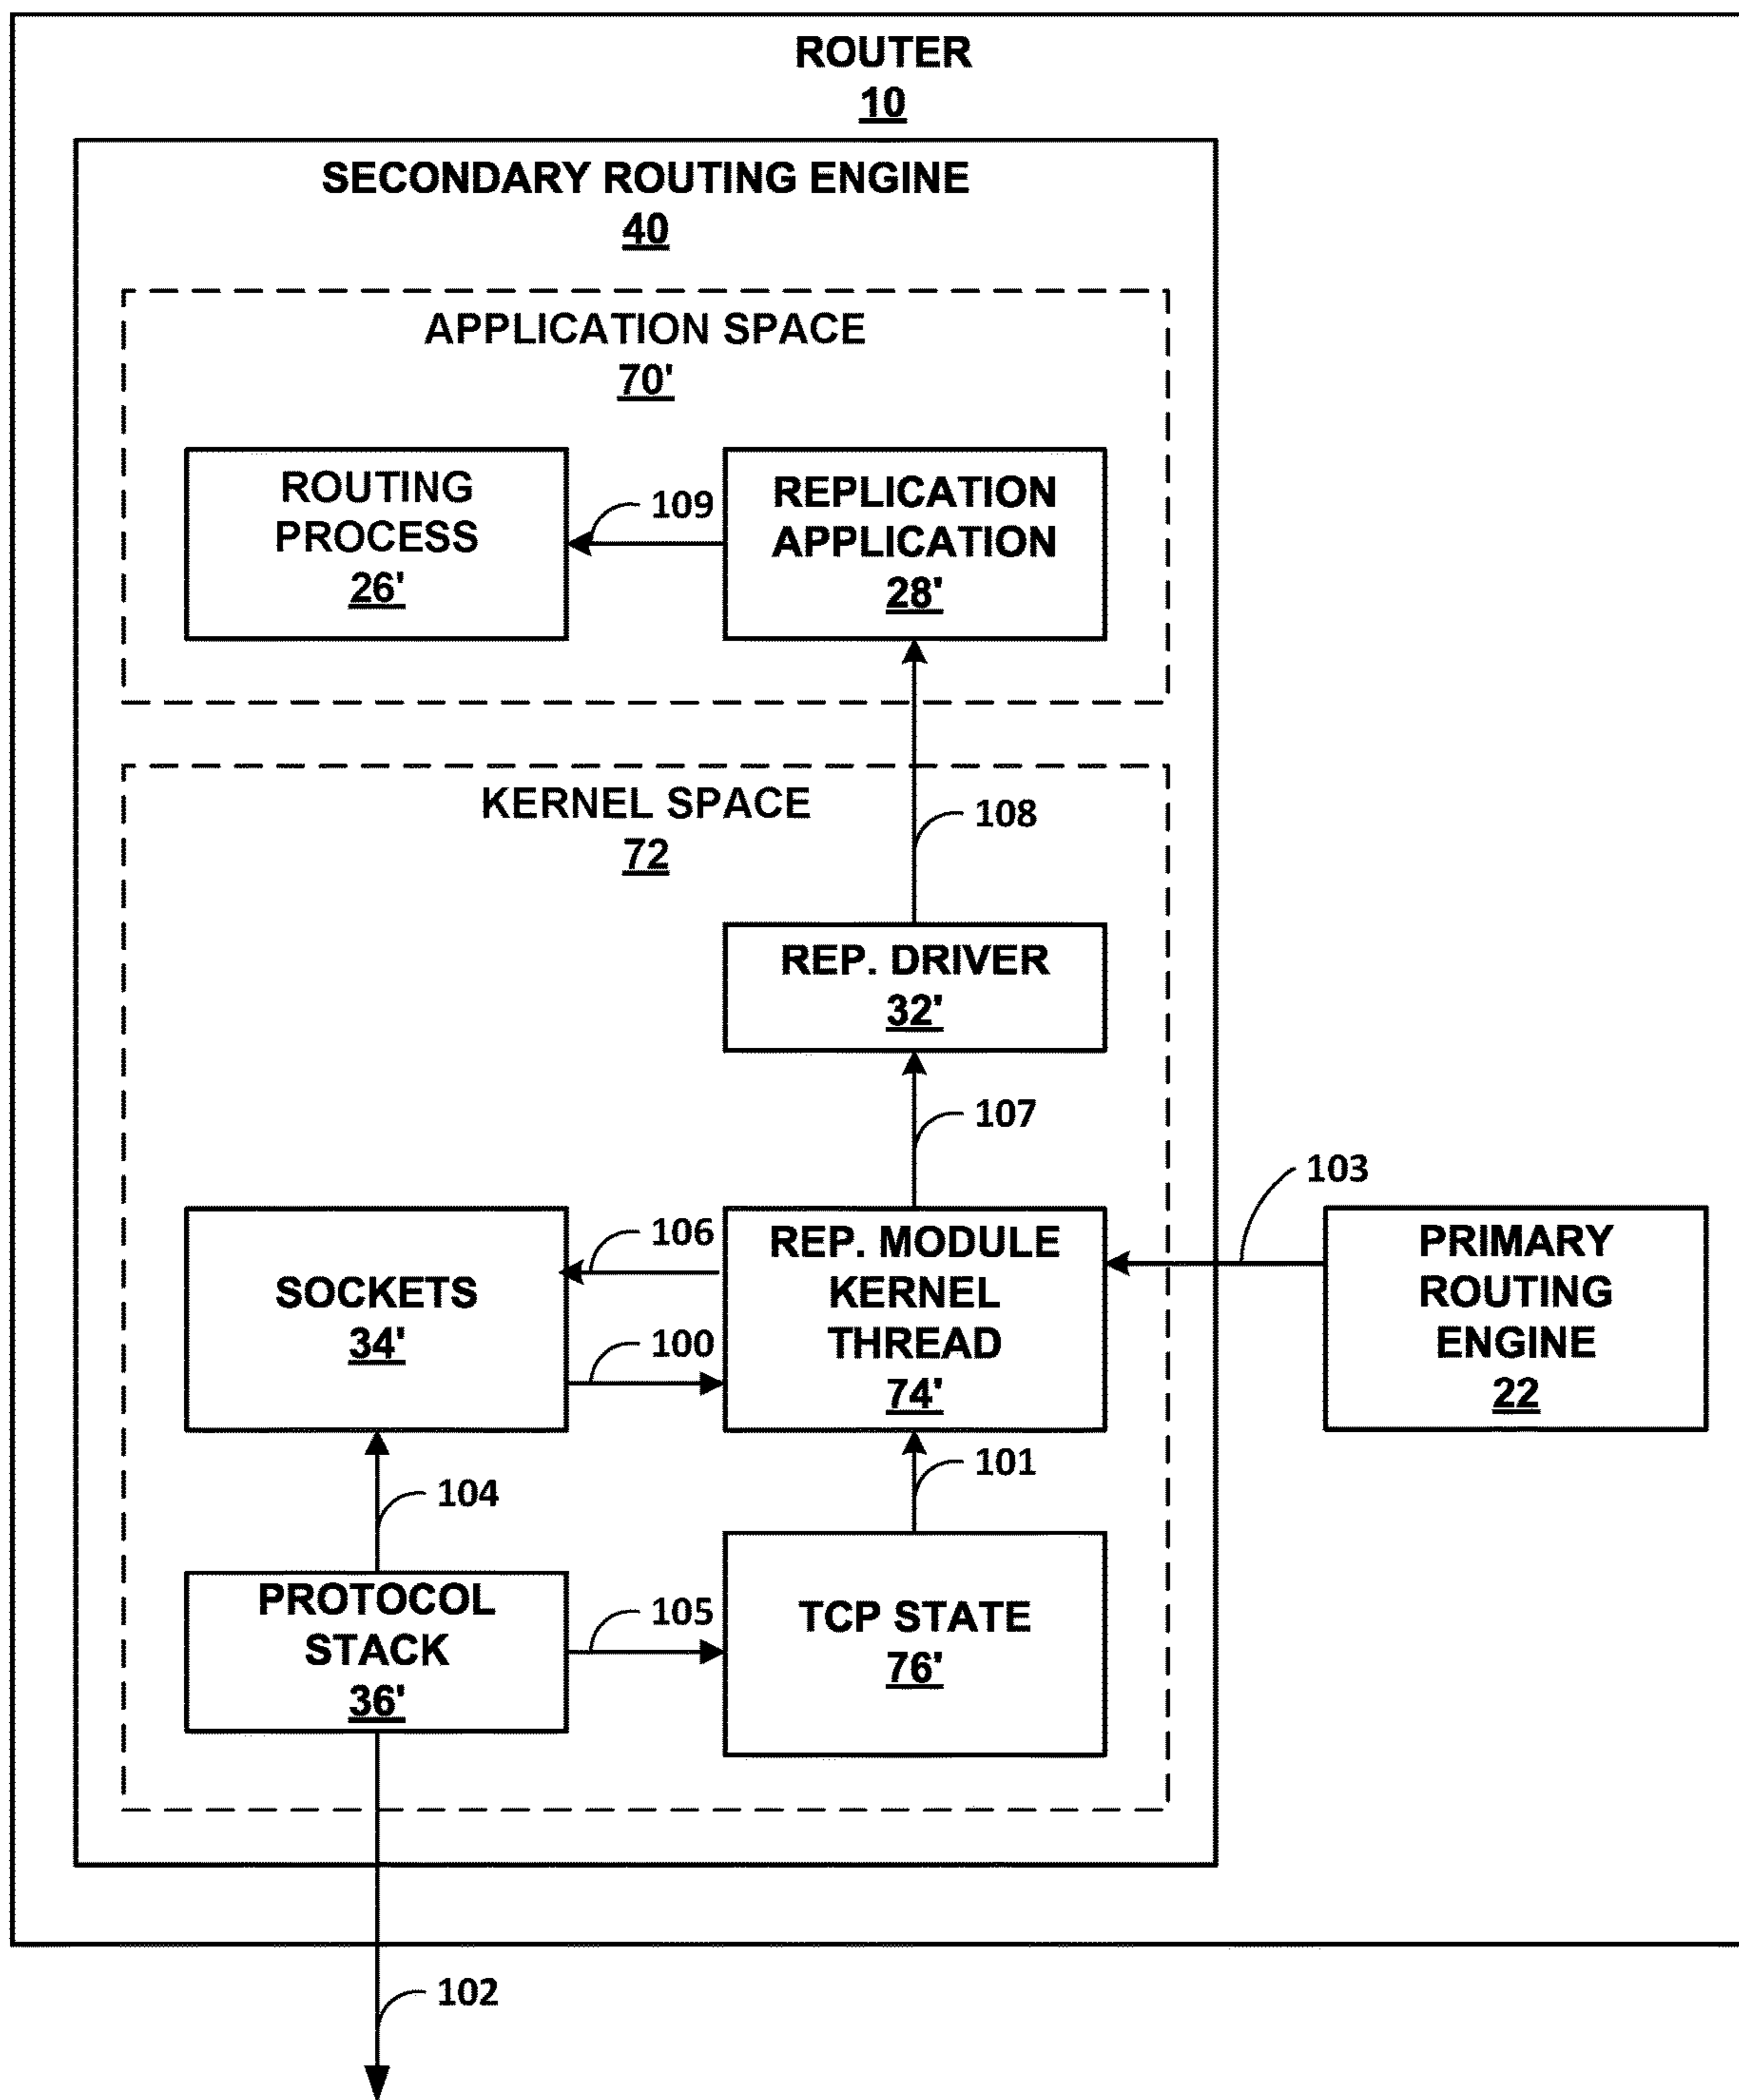 ROUTER
10
SECONDARY ROUTING ENGINE
40
APPLICATION SPACE
70'
ROUTING
PROCESS
26'
109
REPLICATION
APPLICATION
28'
KERNEL SPACE
72
108
REP. DRIVER
32'
107
103
SOCKETS
34'
106
100
REP. MODULE
KERNEL
THREAD
74'
PRIMARY
ROUTING
ENGINE
22
104
101
PROTOCOL
STACK
36'
105
TCP STATE
76'
102